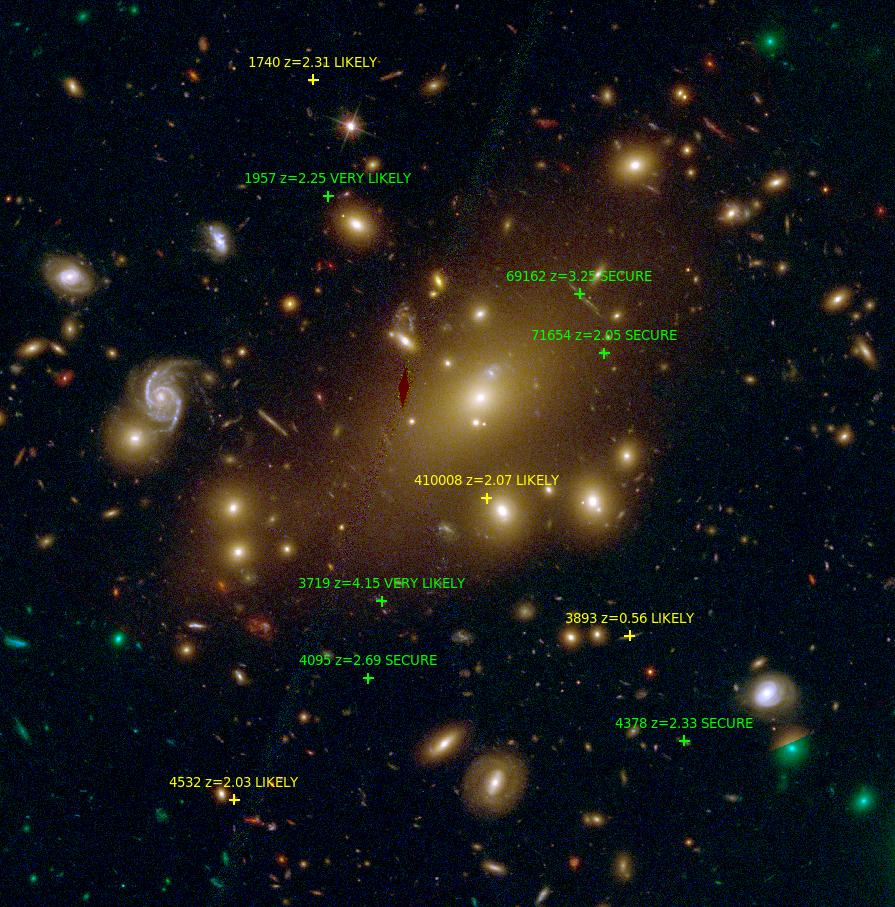 1740 z=2.31 LIKELY
1957 z=2.25 VERY LIKELY
69162 z=3.25 SECURE
71654 z=2.05 SECURE
410008 z=2.07 LIKELY
3719 z=4.15 VERY LIKELY
3893 z=0.56 LIKELY
4095 z=2.69 SECURE
4378 z=2.33 SECURE
4532 z=2.03 LIKELY